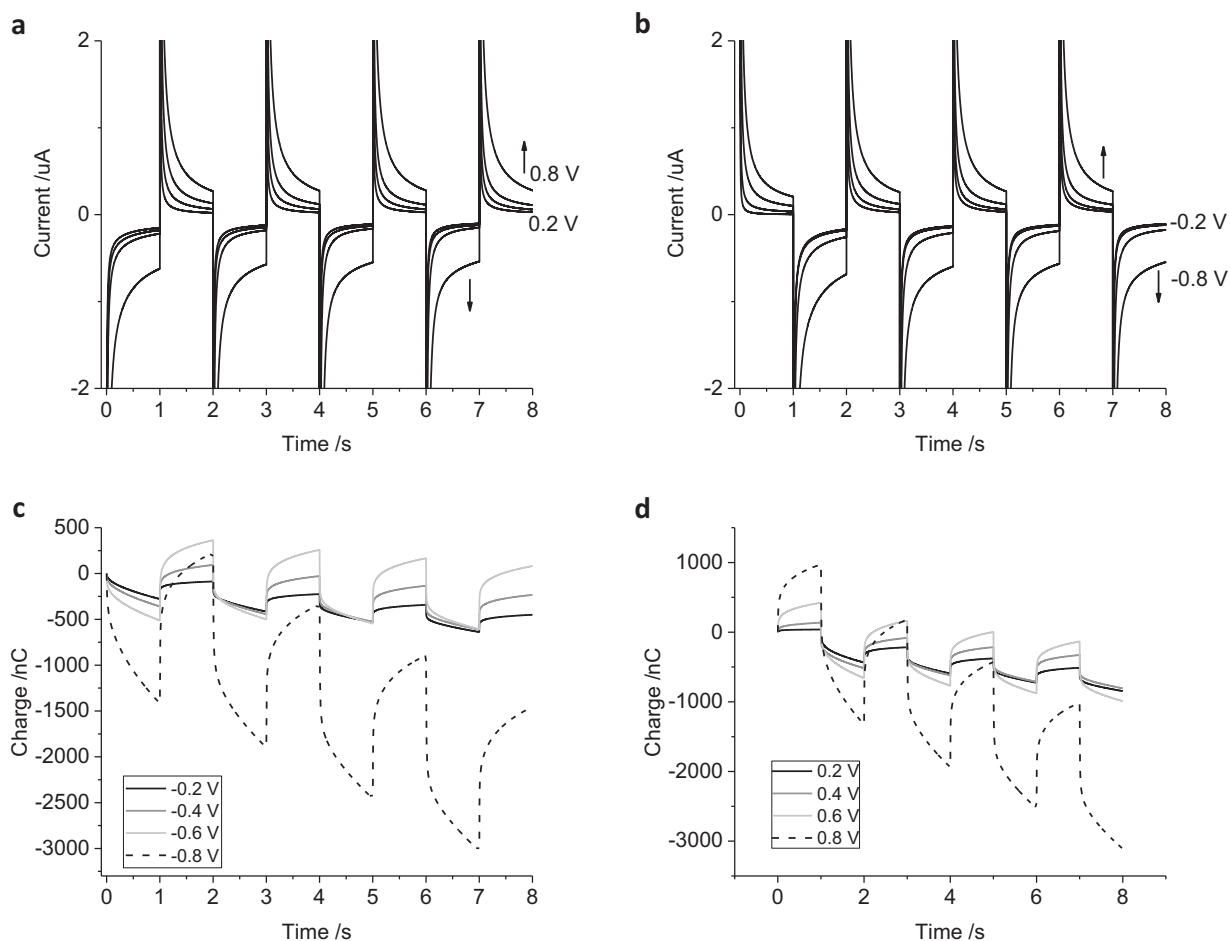 a
2
1
0
-2
Current /uA
0.8 V
0.2 V
0 1 2 3 4 5 6 7 8
Time /s
b
2
1
0
-2
Current /uA
-0.2 V
-0.8 V
0 1 2 3 4 5 6 7 8
Time /s
c
500
0
-500
-1000
-1500
-2000
-2500
-3000
Charge /nC
-0.2 V
-0.4 V
-0.6 V
-0.8 V
0 1 2 3 4 5 6 7 8
Time /s
d
1000
0
-1000
-2000
-3000
Charge /nC
0.2 V
0.4 V
0.6 V
0.8 V
0 2 4 6 8
Time /s